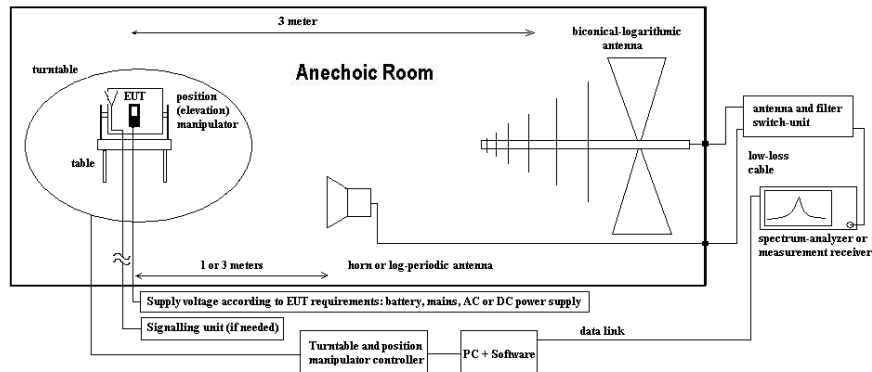 3 meter
biconical-logarithmic
antenna
Anechoic Room
turntable
EUT
position
(elevation)
manipulator
table
antenna and filter
switch-unit
low-loss
cable
spectrum-analyzer or
measurement receiver
1 or 3 meters
horn or log-periodic antenna
Supply voltage according to EUT requirements: battery, mains, AC or DC power supply
Signalling unit (if needed)
data link
Turntable and position
manipulator controller
PC + Software